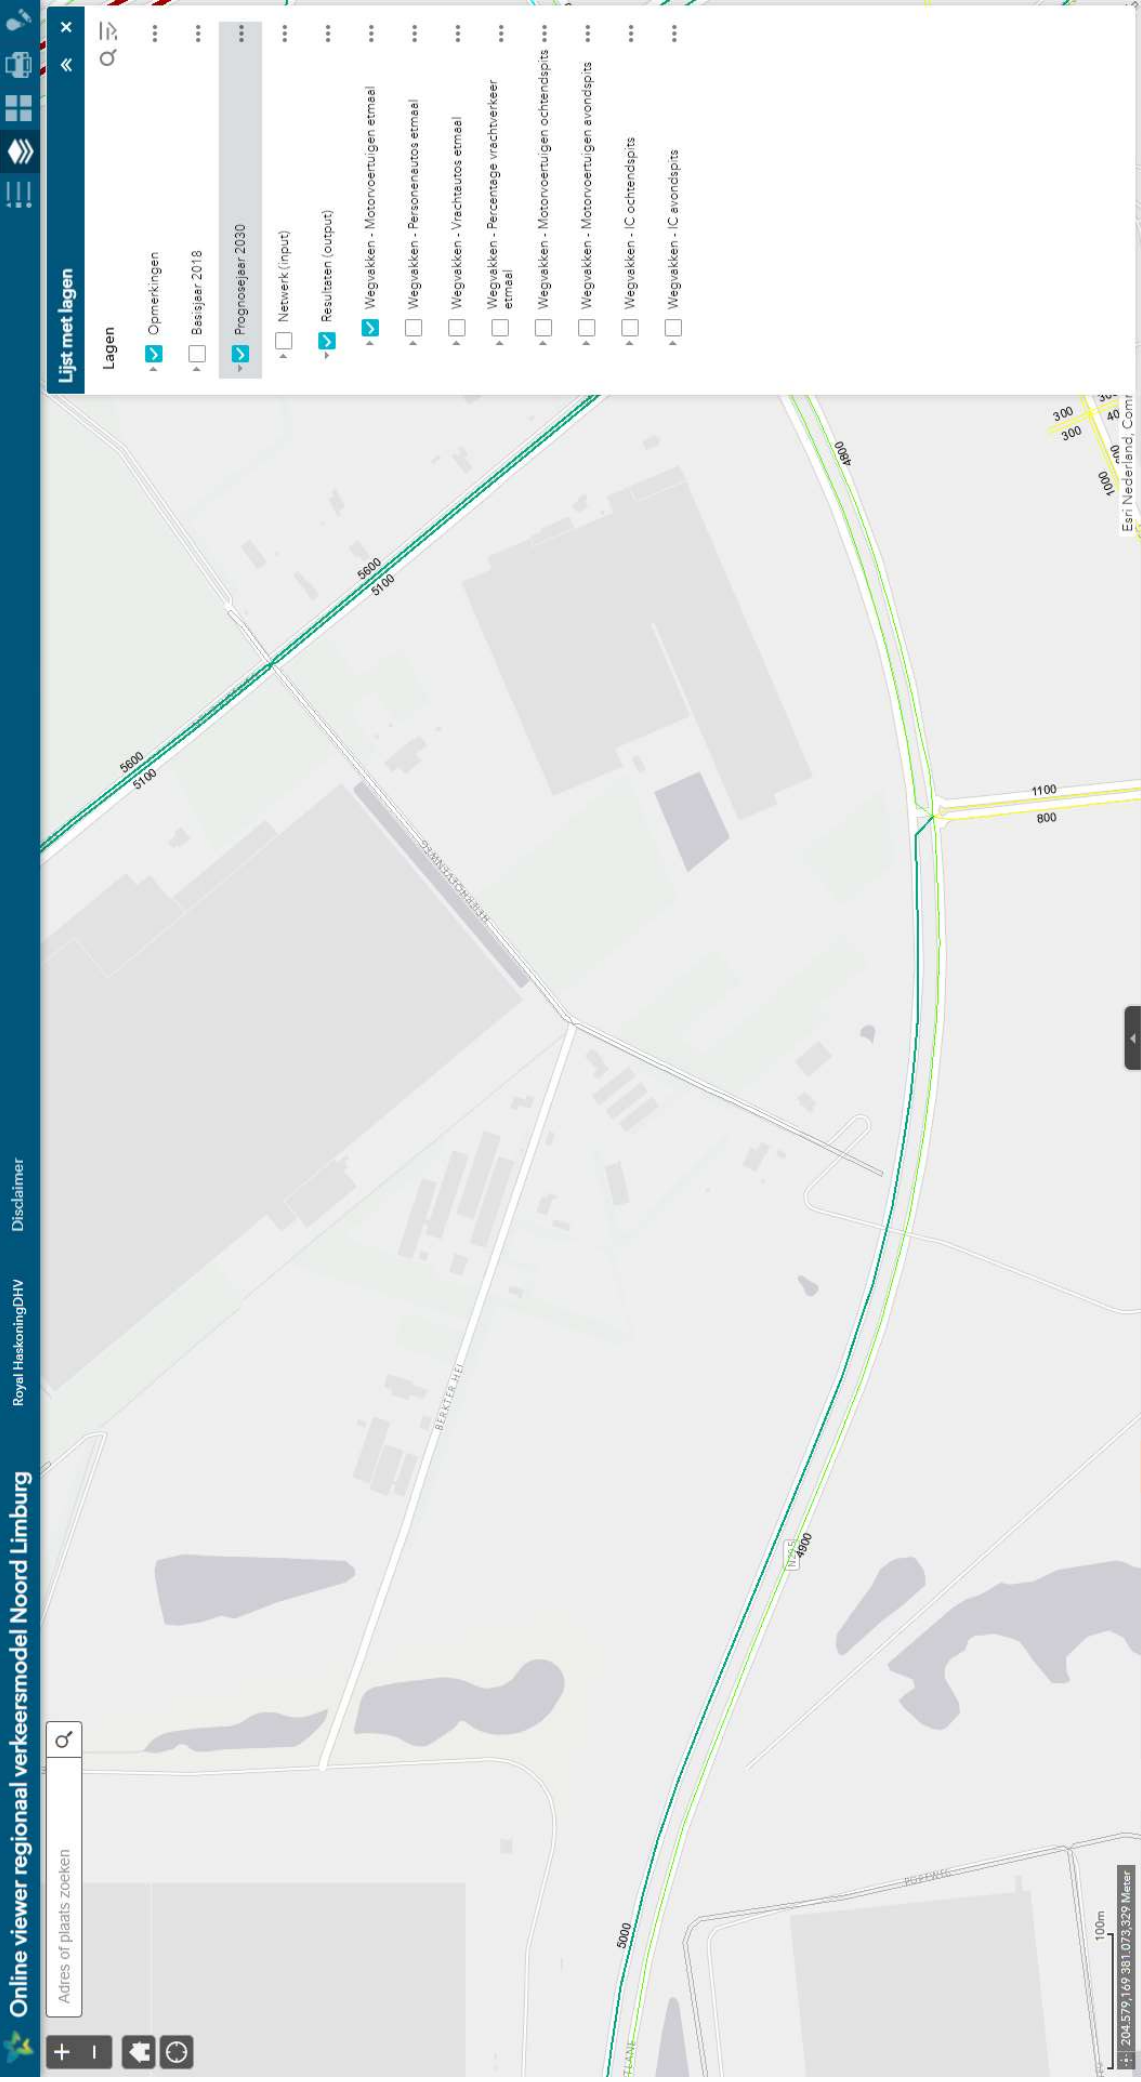 Online viewer regionaal verkeersmodel Noord Limburg
Royal HaskoningDHV
Disclaimer
Adres of plaats zoeken
Lijst met lagen
Lagen
Opmerkingen
Basisjaar 2018
Prognosejaar 2030
Netwerk (input)
Resultaten (output)
Wegvakken - Motorvoertuigen etmaal
Wegvakken - Personenautos etmaal
Wegvakken - Vrachtautos etmaal
Wegvakken - Percentage vrachtverkeer
etmaal
Wegvakken - Motorvoertuigen ochtendspits
Wegvakken - Motorvoertuigen avondspits
Wegvakken - IC ochtendspits
Wegvakken - IC avondspits
5600
5100
5600
5100
HEIERHOEVENWEG
BERKTER HEI
4800
1100
800
4900
5000
300
300
1000
TLANE
100m
204.579,169 381.073,329 Meter
Esri Nederland, Com